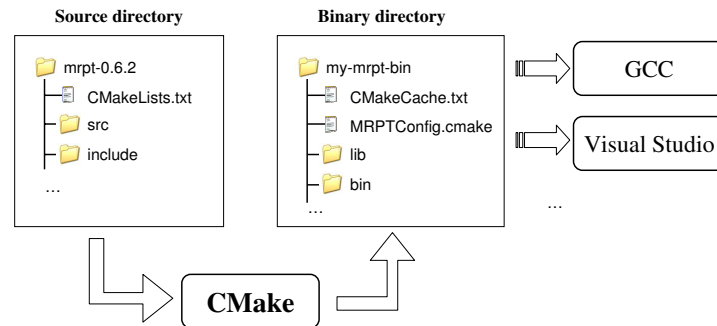 Source directory
Binary directory
mrpt-0.6.2
CMakeLists.txt
src
include
...
my-mrpt-bin
CMakeCache.txt
MRPTConfig.cmake
lib
bin
...
GCC
Visual Studio
...
CMake